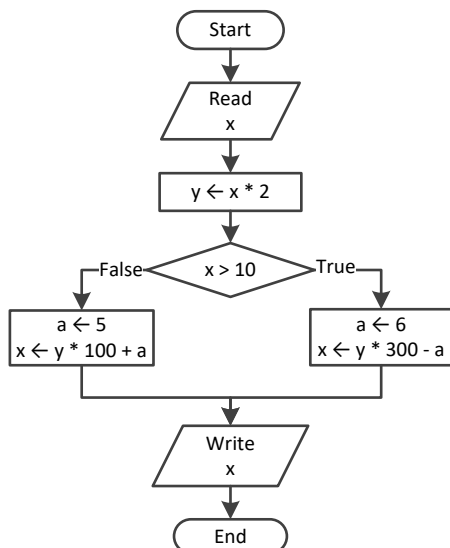 Start
Read
x
y ← x * 2
x > 10
False
True
a ← 5
x ← y * 100 + a
a ← 6
x ← y * 300 - a
Write
x
End